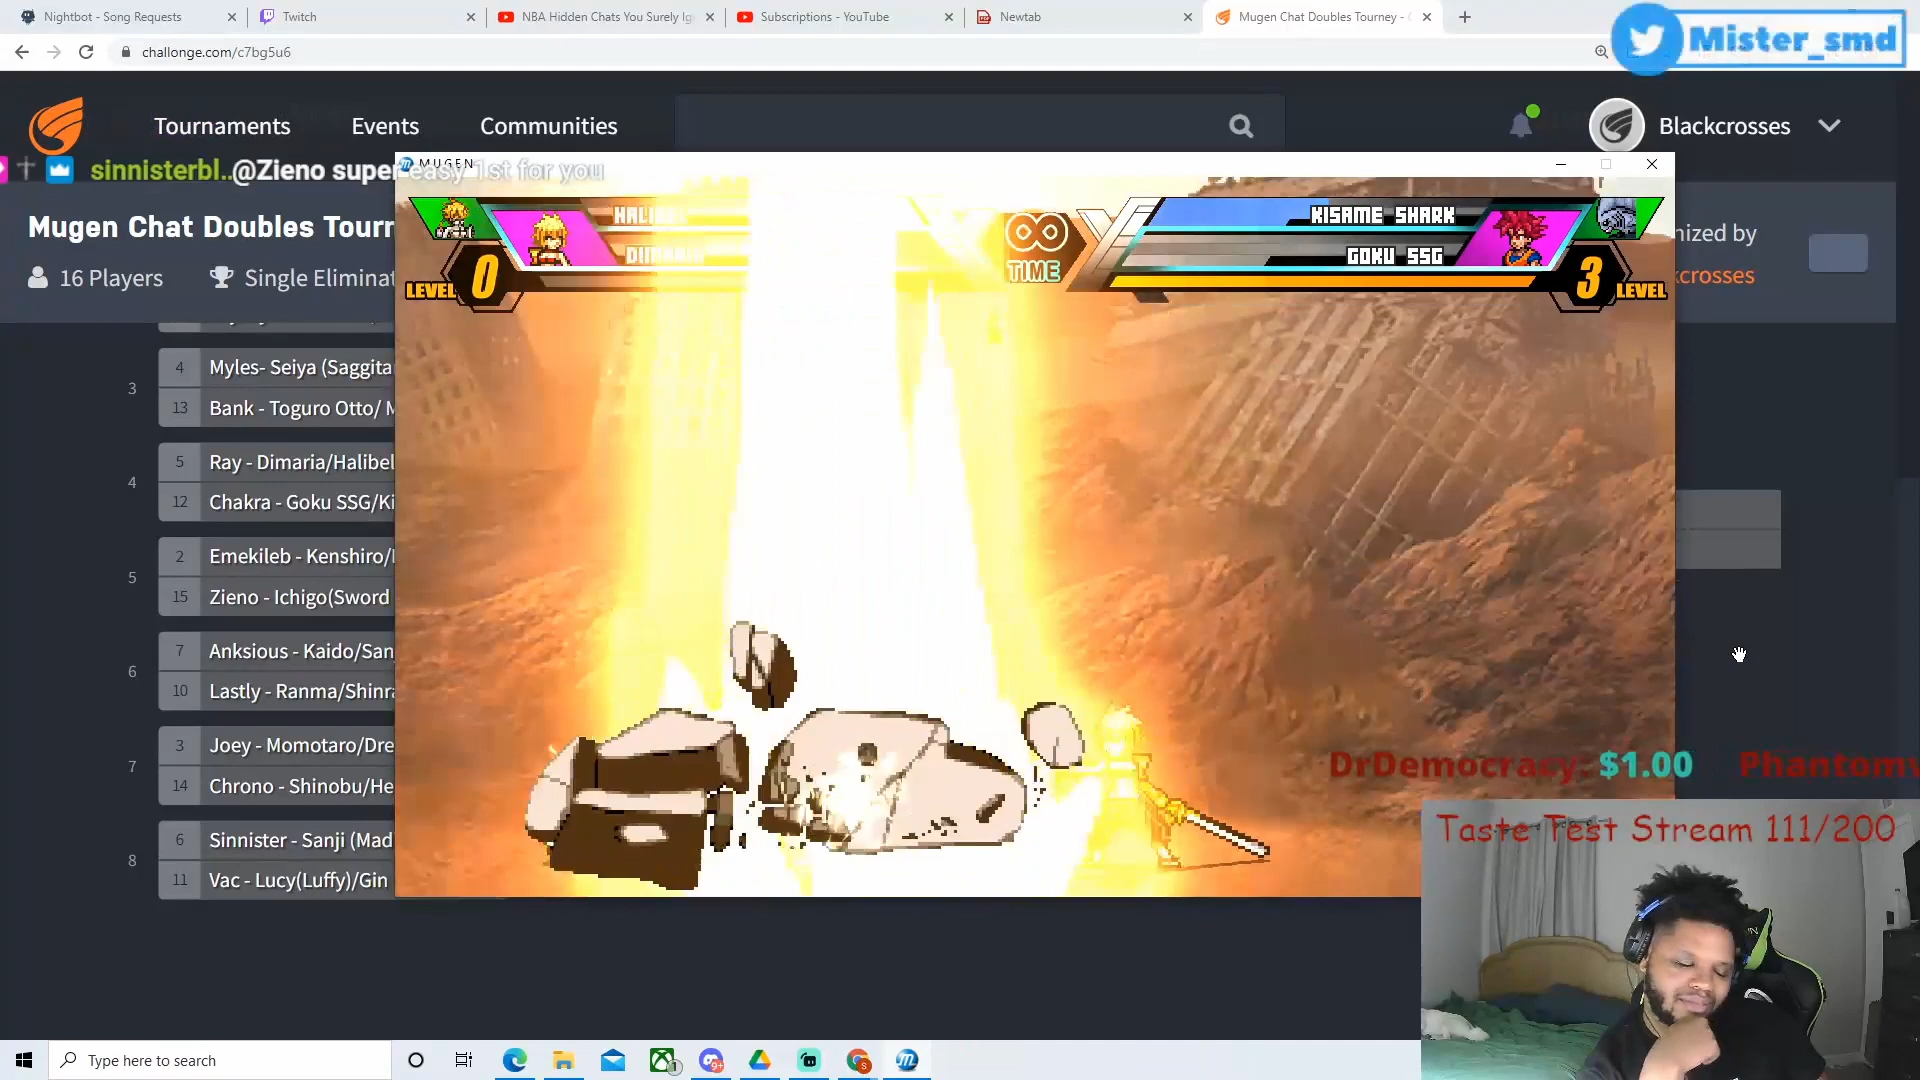 Nightbot - Song Requests
Twitch
NBA Hidden Chats You Surely Ig
Subscriptions - YouTube
Newtab
Mugen Chat Doubles Tourney -
challonge.com/c7bg5u6
Mister_smd
Tournaments
Events
Communities
Blackcrosses
sinnisterbl..@Zieno super easy 1st for you
MUGEN
Mugen Chat Doubles Tourr
16 Players
Single Eliminat
nized by
kcrosses
KISAME SHARK
GOKU SSG
TIME
LEVEL 0
3 LEVEL
3
4 Myles- Seiya (Saggita
13 Bank - Toguro Otto/ M
4
5 Ray - Dimaria/Halibel
12 Chakra - Goku SSG/Ki
5
2 Emekileb - Kenshiro/
15 Zieno - Ichigo(Sword
6
7 Anksious - Kaido/San
10 Lastly - Ranma/Shinra
7
3 Joey - Momotaro/Dre
14 Chrono - Shinobu/He
8
6 Sinnister - Sanji (Mad
11 Vac - Lucy(Luffy)/Gin
DrDemocracy: $1.00
Phantom
Taste Test Stream 111/200
Type here to search